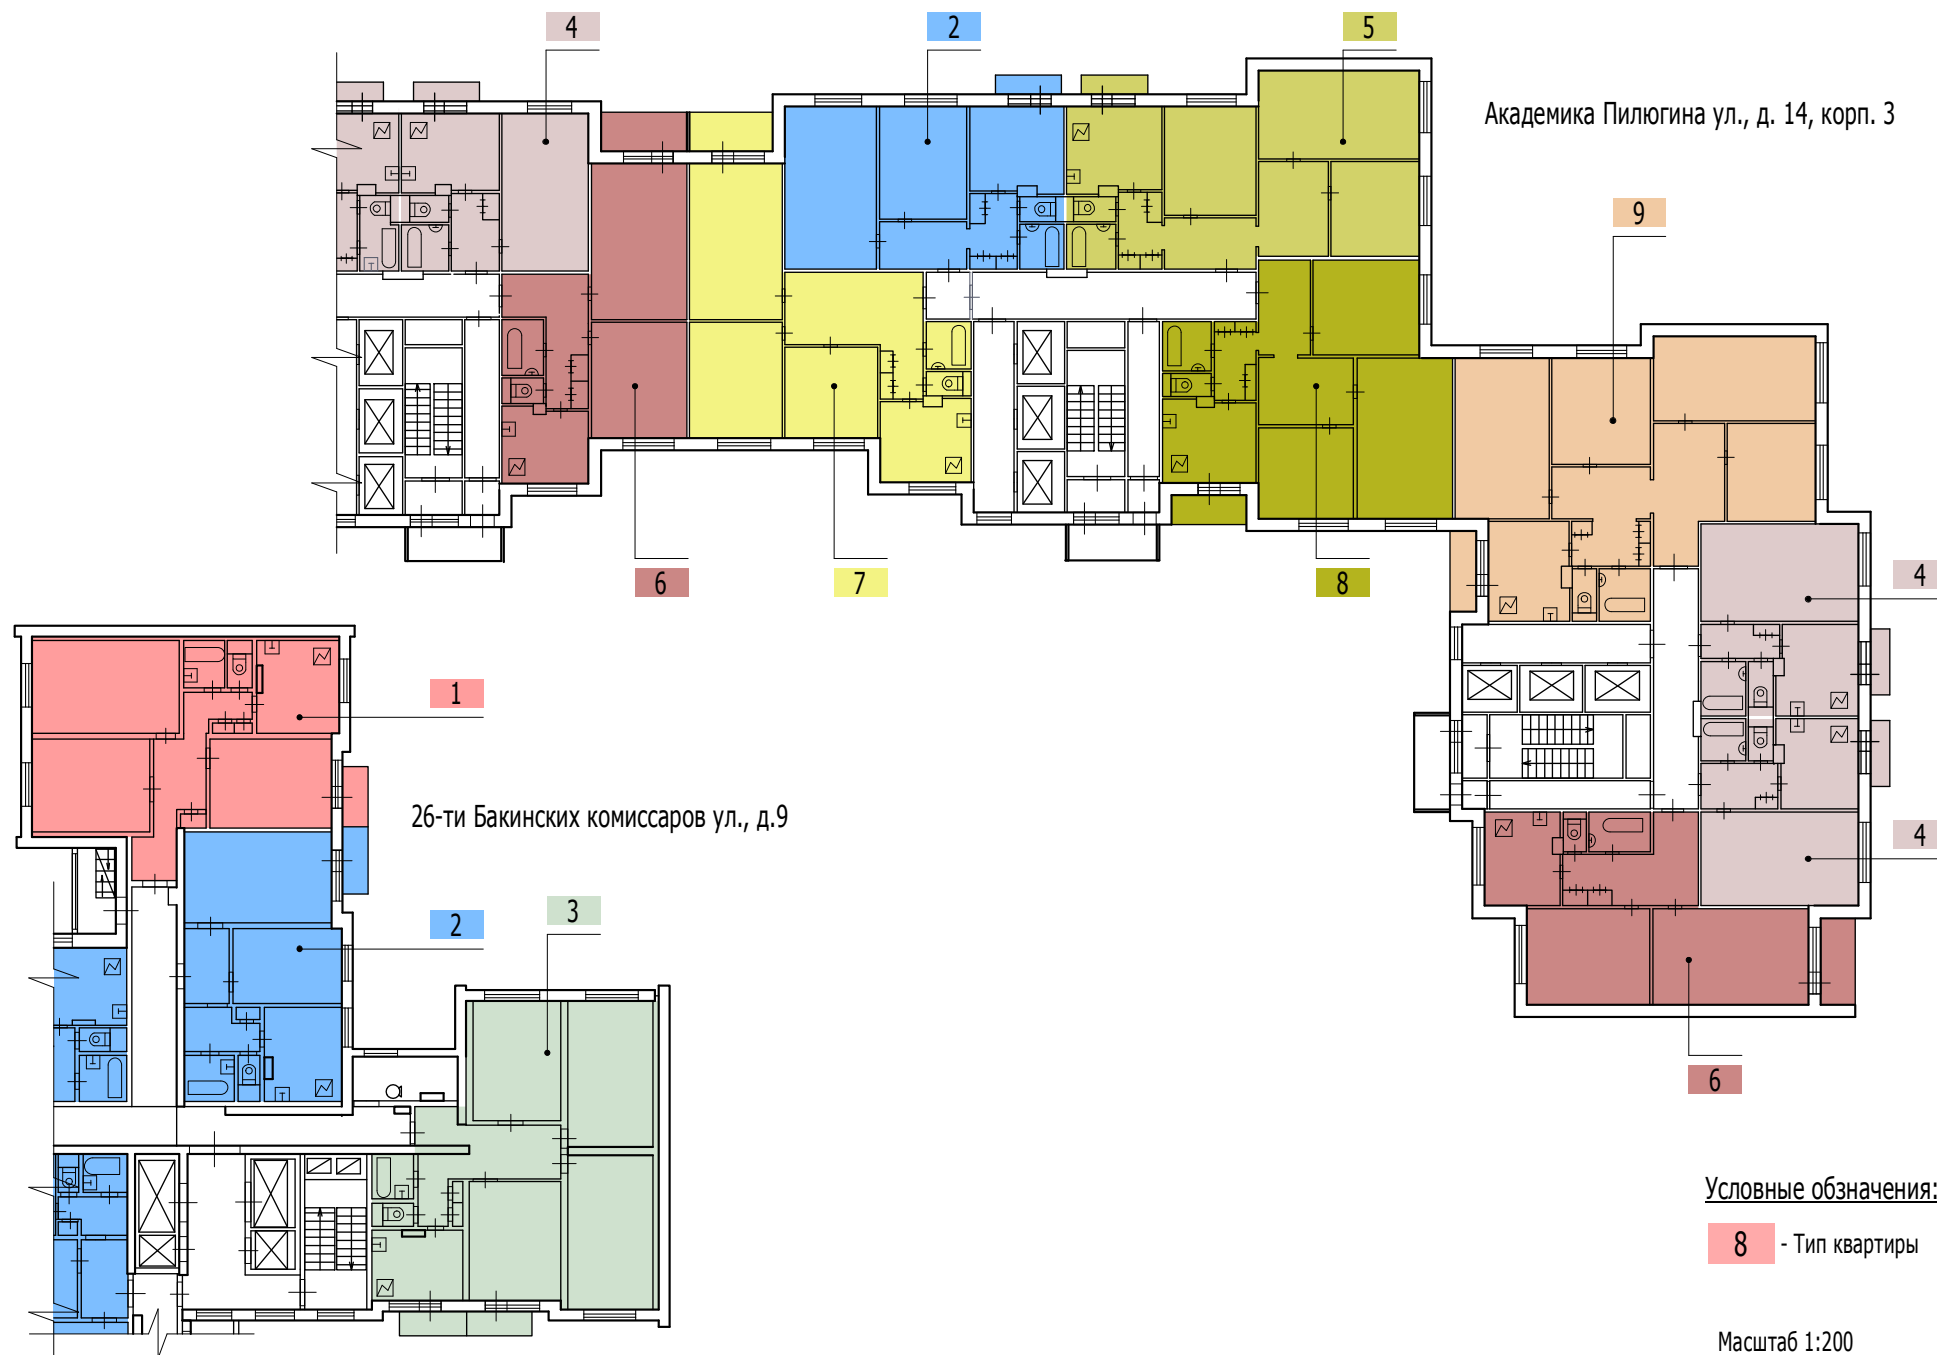 4
2
5
Академика Пилюгина ул., д. 14, корп. 3
9
6
7
8
4
1
26-ти Бакинских комиссаров ул., д.9
4
2
3
6
Условные обзначения:
8 - Тип квартиры
Масштаб 1:200